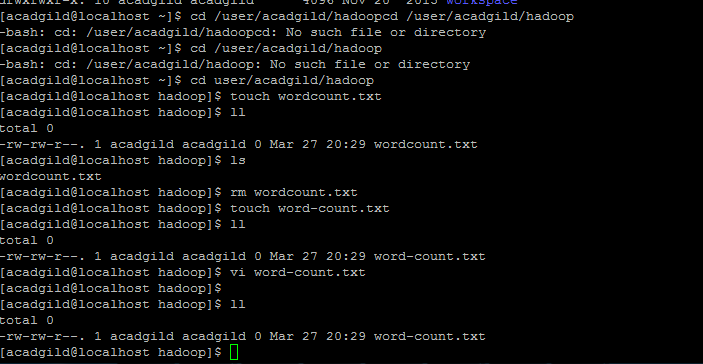 drwxrwxr-x. 10 acadgild 4096 Nov 20 2015 workspace
[acadgild@localhost ~]$ cd /user/acadgild/hadoopcd /user/acadgild/hadoop
-bash: cd: /user/acadgild/hadoopcd: No such file or directory
[acadgild@localhost ~]$ cd /user/acadgild/hadoop
-bash: cd: /user/acadgild/hadoop: No such file or directory
[acadgild@localhost ~]$ cd user/acadgild/hadoop
[acadgild@localhost hadoop]$ touch wordcount.txt
[acadgild@localhost hadoop]$ ll
total 0
-rw-rw-r--. 1 acadgild acadgild 0 Mar 27 20:29 wordcount.txt
[acadgild@localhost hadoop]$ ls
wordcount.txt
[acadgild@localhost hadoop]$ rm wordcount.txt
[acadgild@localhost hadoop]$ touch word-count.txt
[acadgild@localhost hadoop]$ ll
total 0
-rw-rw-r--. 1 acadgild acadgild 0 Mar 27 20:29 word-count.txt
[acadgild@localhost hadoop]$ vi word-count.txt
[acadgild@localhost hadoop]$
[acadgild@localhost hadoop]$ ll
total 0
-rw-rw-r--. 1 acadgild acadgild 0 Mar 27 20:29 word-count.txt
[acadgild@localhost hadoop]$